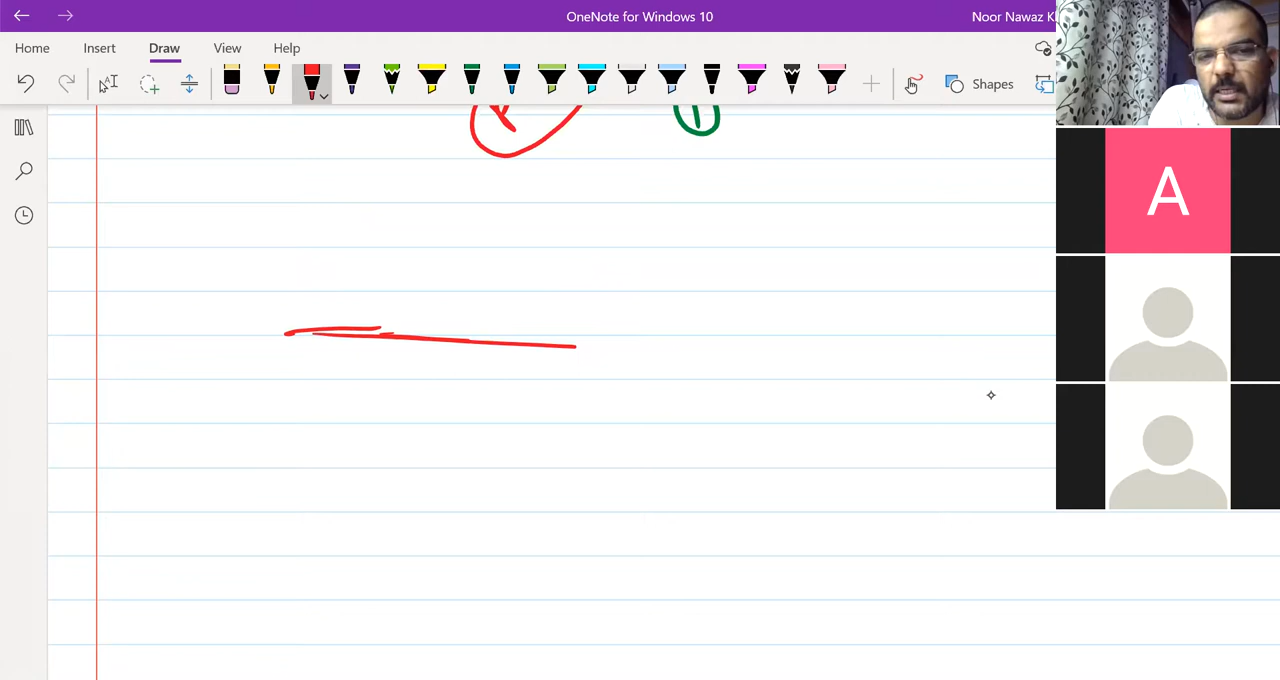 OneNote for Windows 10
Noor Nawaz
Home Insert Draw View Help
Shapes
A